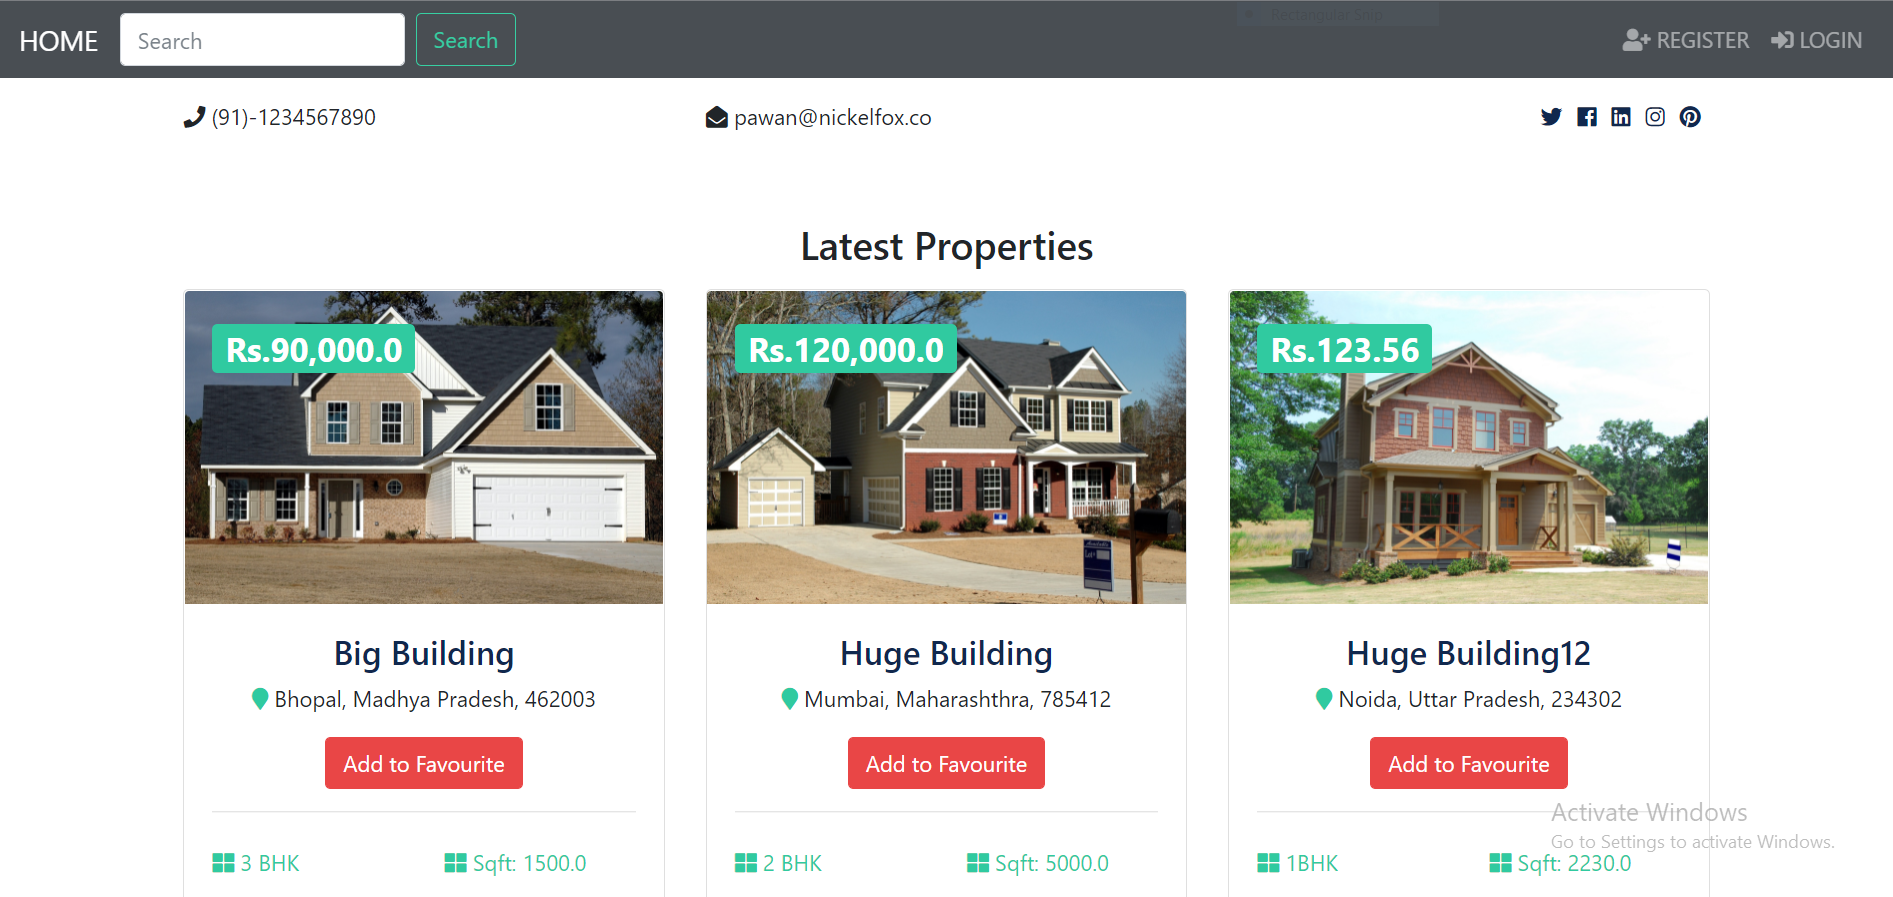 HOME Search Search Rectangular Snip REGISTER LOGIN
(91)-1234567890 pawan@nickelfox.co
Latest Properties
Rs.90,000.0 Rs.120,000.0 Rs.123.56
Big Building Huge Building Huge Building12
Bhopal, Madhya Pradesh, 462003 Mumbai, Maharashthra, 785412 Noida, Uttar Pradesh, 234302
Add to Favourite Add to Favourite Add to Favourite
Activate Windows
Go to Settings to activate Windows.
3 BHK Sqft: 1500.0 2 BHK Sqft: 5000.0 1BHK Sqft: 2230.0